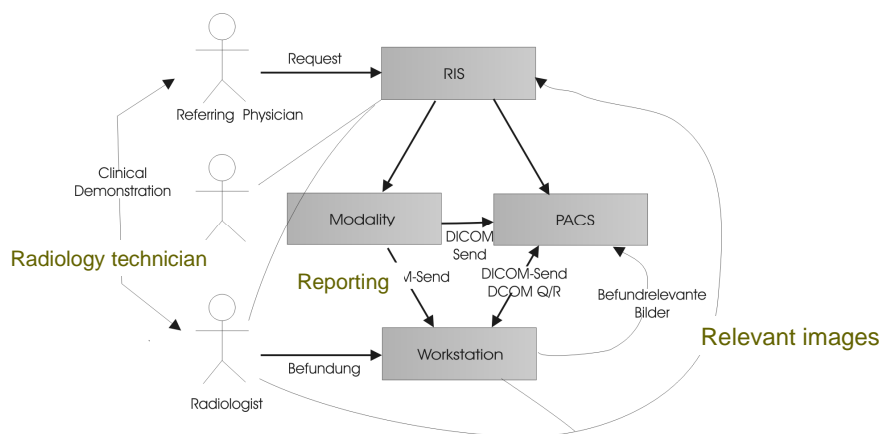 Request
RIS
Referring Physician
Clinical
Demonstration
Modality
PACS
DICOM
Send
Radiology technician
Reporting
M-Send
DICOM-Send
DCOM Q/R
Befundrelevante
Bilder
Relevant images
Workstation
Befundung
Radiologist